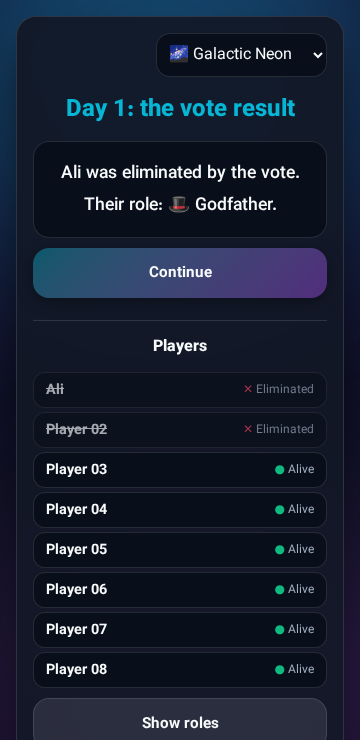 🌌 Galactic Neon
Day 1: the vote result
Ali was eliminated by the vote.
Their role: 🎩 Godfather.
Continue
Players
Ali ✕ Eliminated
Player 02 ✕ Eliminated
Player 03 Alive
Player 04 Alive
Player 05 Alive
Player 06 Alive
Player 07 Alive
Player 08 Alive
Show roles